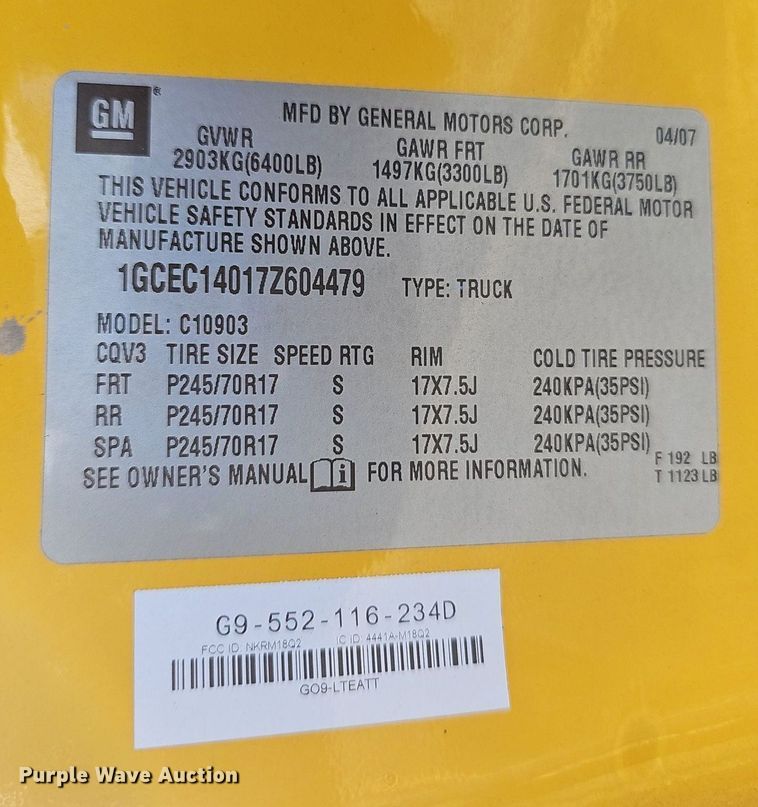 GM ®
MFD BY GENERAL MOTORS CORP. 04/07
GVWR GAWR FRT GAWR RR
2903KG(6400LB) 1497KG(3300LB) 1701KG(3750LB)
THIS VEHICLE CONFORMS TO ALL APPLICABLE U.S. FEDERAL MOTOR
VEHICLE SAFETY STANDARDS IN EFFECT ON THE DATE OF
MANUFACTURE SHOWN ABOVE.
1GCEC14017Z604479 TYPE: TRUCK
MODEL: C10903
CQV3 TIRE SIZE SPEED RTG RIM COLD TIRE PRESSURE
FRT P245/70R17 S 17X7.5J 240KPA(35PSI)
RR P245/70R17 S 17X7.5J 240KPA(35PSI)
SPA P245/70R17 S 17X7.5J 240KPA(35PSI)
SEE OWNER'S MANUAL i FOR MORE INFORMATION.
F 192 LB
T 1123 LB
G9-552-116-234D
FCC ID: NKRM18Q2 IC ID: 4441A-M18Q2
GO9-LTEATT
Purple Wave Auction